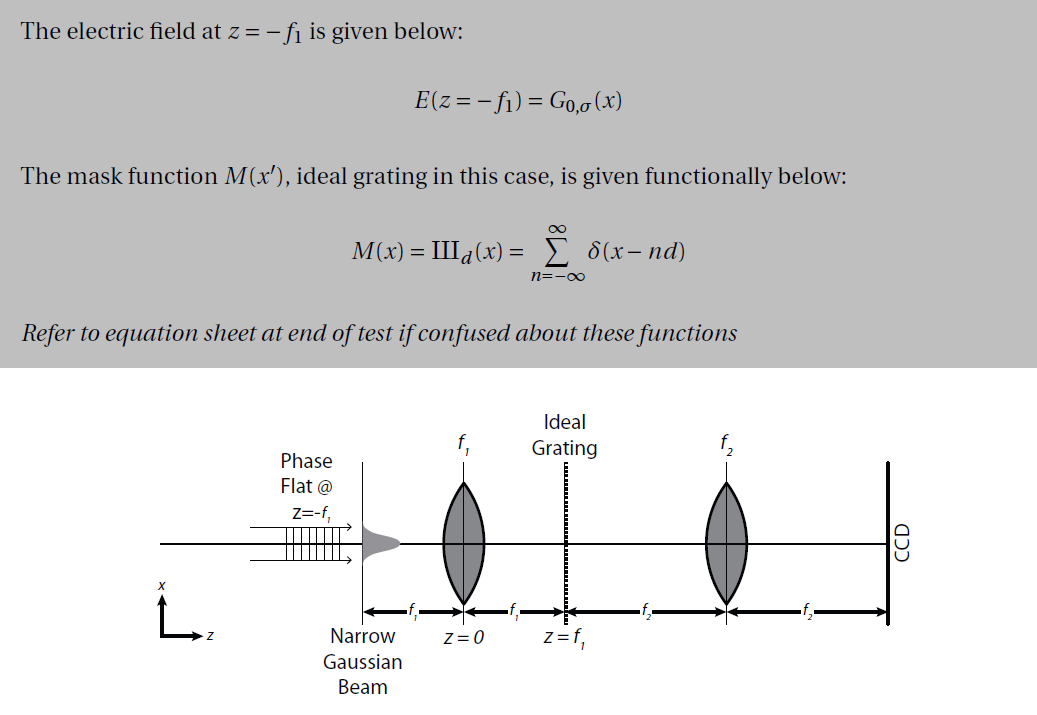 The electric field at z = −f₁ is given below:
E(z = −f₁) = G₀,σ(x)
The mask function M(x′), ideal grating in this case, is given functionally below:
M(x) = III_d(x) = ∑_{n=−∞}^{∞} δ(x − nd)
Refer to equation sheet at end of test if confused about these functions
Ideal
Grating
f₁
f₂
Phase
Flat @
z=-f₁
CCD
x
z
f₁
f₁
f₂
f₂
Narrow
Gaussian
Beam
z = 0
z = f₁